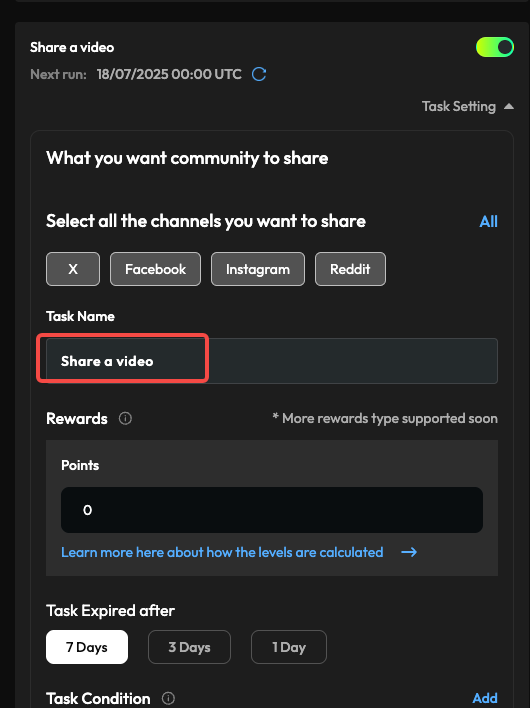 Share a video
Next run: 18/07/2025 00:00 UTC
Task Setting
What you want community to share
Select all the channels you want to share All
X Facebook Instagram Reddit
Task Name
Share a video
Rewards * More rewards type supported soon
Points
0
Learn more here about how the levels are calculated →
Task Expired after
7 Days 3 Days 1 Day
Task Condition Add